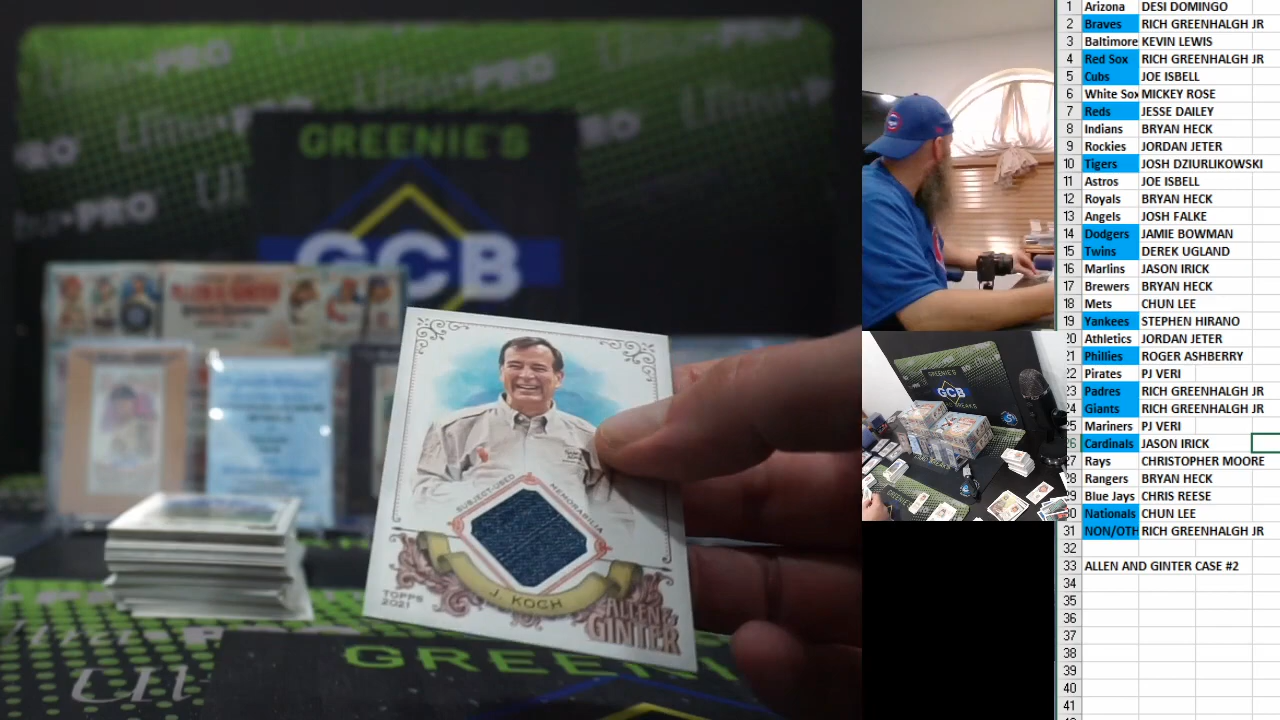 GREENIE'S
GCB
PRO
PRO
PRO
SUBJECT-USED MEMORABILIA
J. KOCH
TOPPS 2021
ALLEN & GINTER
GREENI
GREENIE'S
GCB
1 Arizona DESI DOMINGO
2 Braves RICH GREENHALGH JR
3 Baltimore KEVIN LEWIS
4 Red Sox RICH GREENHALGH JR
5 Cubs JOE ISBELL
6 White Sox MICKEY ROSE
7 Reds JESSE DAILEY
8 Indians BRYAN HECK
9 Rockies JORDAN JETER
10 Tigers JOSH DZIURLIKOWSKI
11 Astros JOE ISBELL
12 Royals BRYAN HECK
13 Angels JOSH FALKE
14 Dodgers JAMIE BOWMAN
15 Twins DEREK UGLAND
16 Marlins JASON IRICK
17 Brewers BRYAN HECK
18 Mets CHUN LEE
19 Yankees STEPHEN HIRANO
20 Athletics JORDAN JETER
21 Phillies ROGER ASHBERRY
22 Pirates PJ VERI
23 Padres RICH GREENHALGH JR
24 Giants RICH GREENHALGH JR
25 Mariners PJ VERI
26 Cardinals JASON IRICK
27 Rays CHRISTOPHER MOORE
28 Rangers BRYAN HECK
29 Blue Jays CHRIS REESE
30 Nationals CHUN LEE
31 NON/OTH RICH GREENHALGH JR
32
33 ALLEN AND GINTER CASE #2
34
35
36
37
38
39
40
41